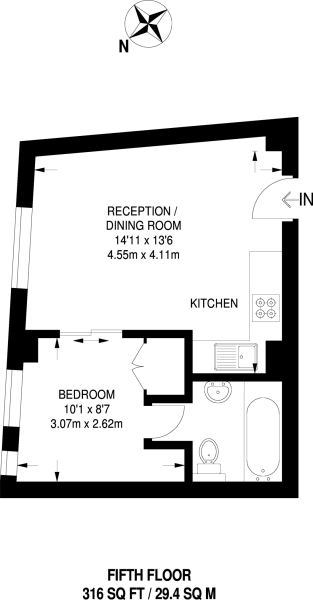 N
RECEPTION /
DINING ROOM
14'11 x 13'6
4.55m x 4.11m
IN
KITCHEN
BEDROOM
10'1 x 8'7
3.07m x 2.62m
FIFTH FLOOR
316 SQ FT / 29.4 SQ M